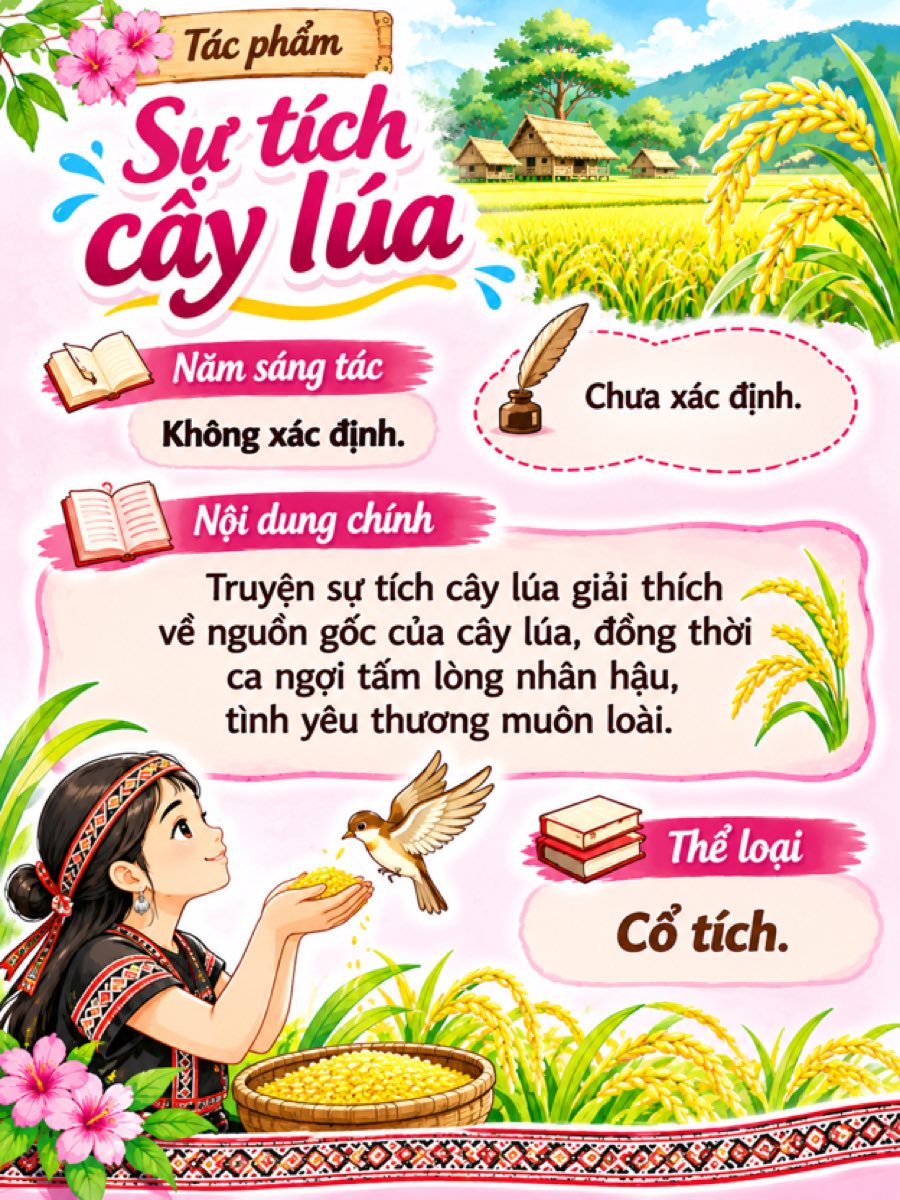 Tác phẩm
Sự tích
cây lúa
Năm sáng tác
Không xác định.
Chưa xác định.
Nội dung chính
Truyện sự tích cây lúa giải thích
về nguồn gốc của cây lúa, đồng thời
ca ngợi tấm lòng nhân hậu,
tình yêu thương muôn loài.
Thể loại
Cổ tích.